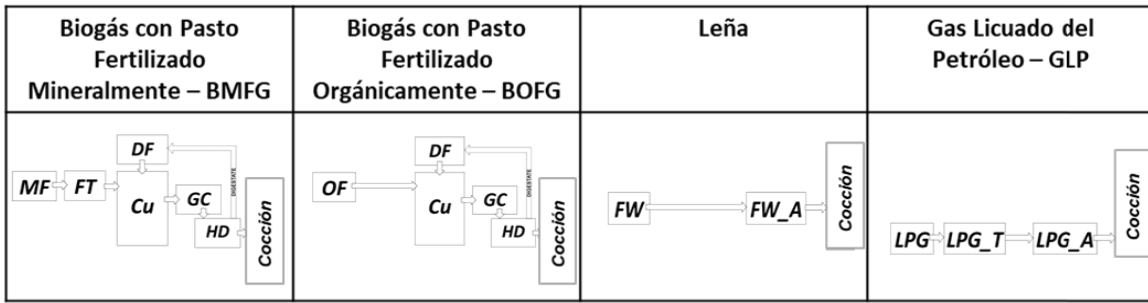 Biogás con Pasto
Fertilizado
Mineralmente – BMFG
Biogás con Pasto
Fertilizado
Orgánicamente – BOFG
Leña
Gas Licuado del
Petróleo – GLP
DF
MF
FT
Cu
GC
HD
DIGESTATE
Cocción
DF
OF
Cu
GC
HD
DIGESTATE
Cocción
FW
FW_A
Cocción
LPG
LPG_T
LPG_A
Cocción